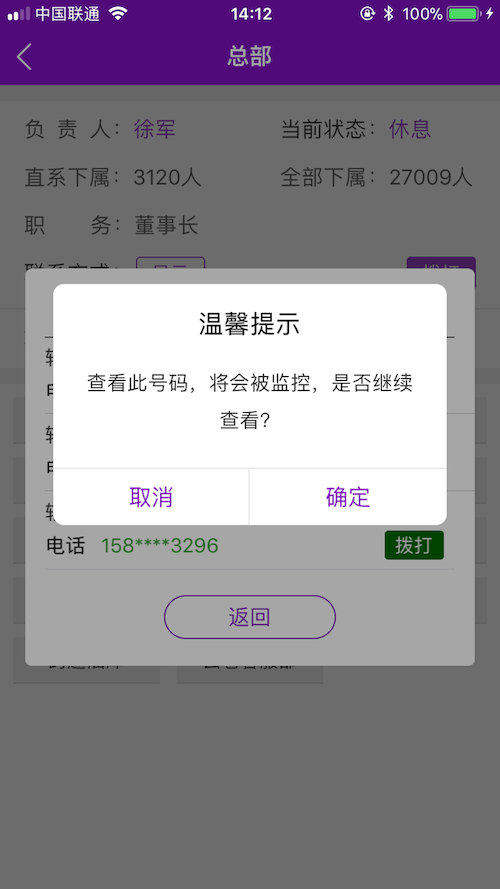 中国联通 14:12 100%
总部
负 责 人：徐军 当前状态：休息
直系下属：3120人 全部下属：27009人
职 务：董事长
温馨提示
查看此号码，将会被监控，是否继续
查看？
取消 确定
电话 158****3296 拨打
返回